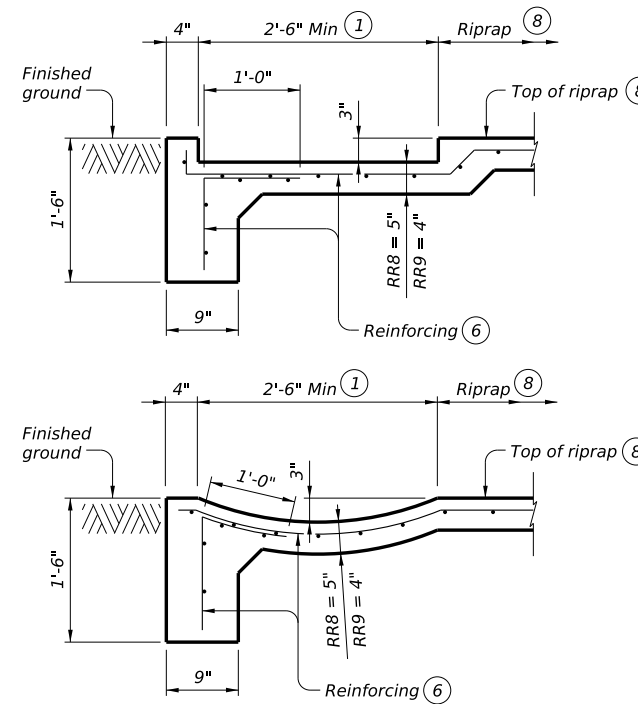 4" 2'-6" Min 1 Riprap 8
Finished
ground
1'-0"
3"
Top of riprap 8
1'-6"
RR8 = 5"
RR9 = 4"
9"
Reinforcing 6
4" 2'-6" Min 1 Riprap 8
Finished
ground
1'-0"
3"
Top of riprap 8
1'-6"
RR8 = 5"
RR9 = 4"
9"
Reinforcing 6